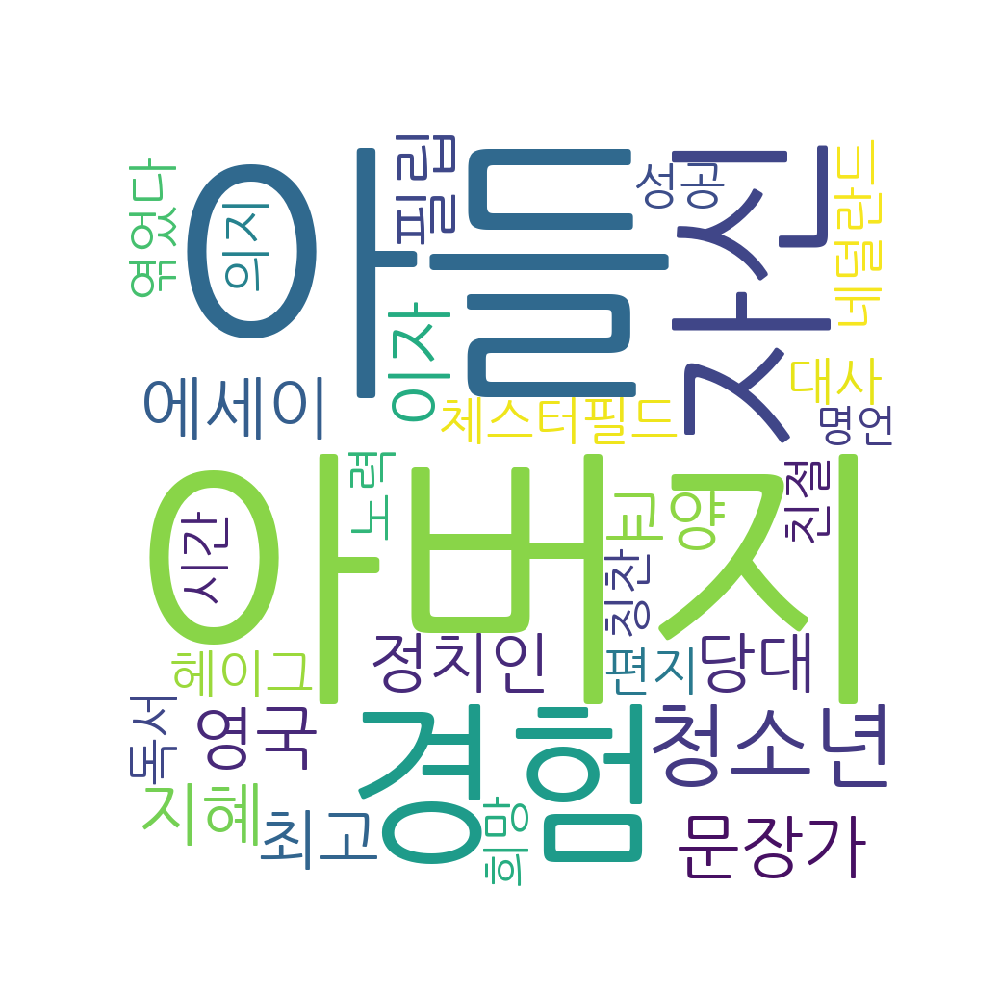 엮었다
의지
아들
필립
성공
자신
네덜란드
이자
에세이
체스터필드
대사
명언
노력
시간
아버지
교양
친절
칭찬
헤이그
정치인
편지
당대
독서
영국
경험
청소년
지혜
최고
희망
문장가